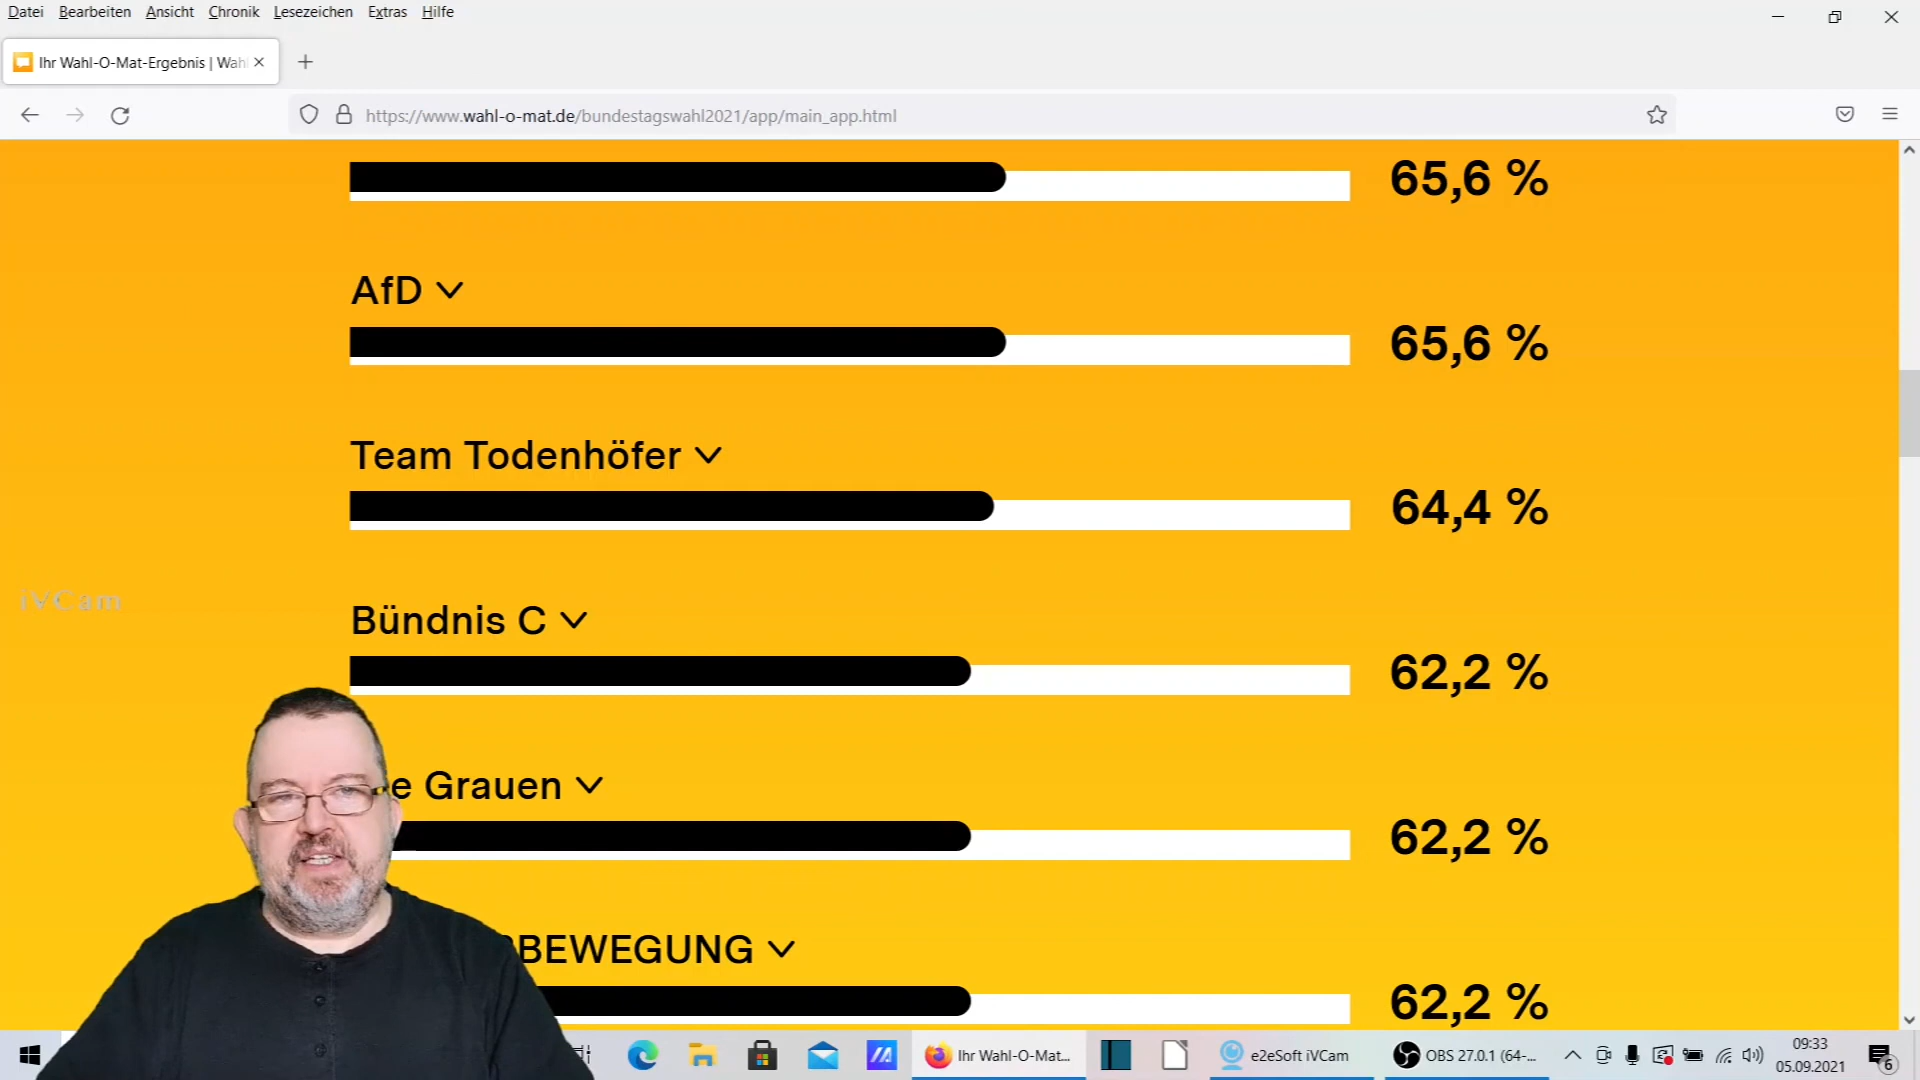 Datei Bearbeiten Ansicht Chronik Lesezeichen Extras Hilfe
Ihr Wahl-O-Mat-Ergebnis | Wahl
https://www.wahl-o-mat.de/bundestagswahl2021/app/main_app.html
65,6 %
AfD
65,6 %
Team Todenhöfer
64,4 %
iVCam
Bündnis C
62,2 %
e Grauen
62,2 %
BEWEGUNG
62,2 %
Ihr Wahl-O-Mat... e2eSoft iVCam OBS 27.0.1 (64-... 09:33
05.09.2021 6